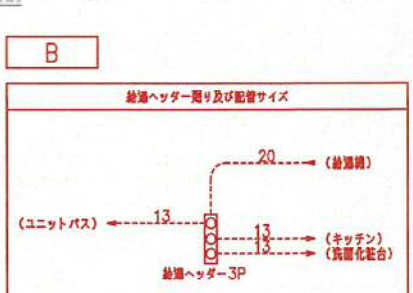 B
給湯ヘッダー廻り及び配管サイズ
20
(給湯機)
(ユニットバス)
13
13
(キッチン)
13
(洗面化粧台)
給湯ヘッダー3P